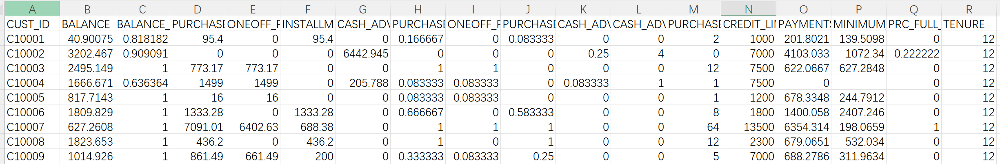 A B C D E F G H I J K L M N O P Q R
CUST_ID BALANCE BALANCE_ PURCHASE ONEOFF_P INSTALLM CASH_ADV PURCHASE ONEOFF_P PURCHASE CASH_ADV CASH_ADV PURCHASE CREDIT_LI PAYMENTS MINIMUM_ PRC_FULL_ TENURE
C10001 40.90075 0.818182 95.4 0 95.4 0 0.166667 0 0.083333 0 0 2 1000 201.8021 139.5098 0 12
C10002 3202.467 0.909091 0 0 0 6442.945 0 0 0 0.25 4 0 7000 4103.033 1072.34 0.222222 12
C10003 2495.149 1 773.17 773.17 0 0 1 1 0 0 0 12 7500 622.0667 627.2848 0 12
C10004 1666.671 0.636364 1499 1499 0 205.788 0.083333 0.083333 0 0.083333 1 1 7500 0 0 12
C10005 817.7143 1 16 16 0 0 0.083333 0.083333 0 0 0 1 1200 678.3348 244.7912 0 12
C10006 1809.829 1 1333.28 0 1333.28 0 0.666667 0 0.583333 0 0 8 1800 1400.058 2407.246 0 12
C10007 627.2608 1 7091.01 6402.63 688.38 0 1 1 1 0 0 64 13500 6354.314 198.0659 1 12
C10008 1823.653 1 436.2 0 436.2 0 1 0 1 0 0 12 2300 679.0651 532.034 0 12
C10009 1014.926 1 861.49 661.49 200 0 0.333333 0.083333 0.25 0 0 5 7000 688.2786 311.9634 0 12